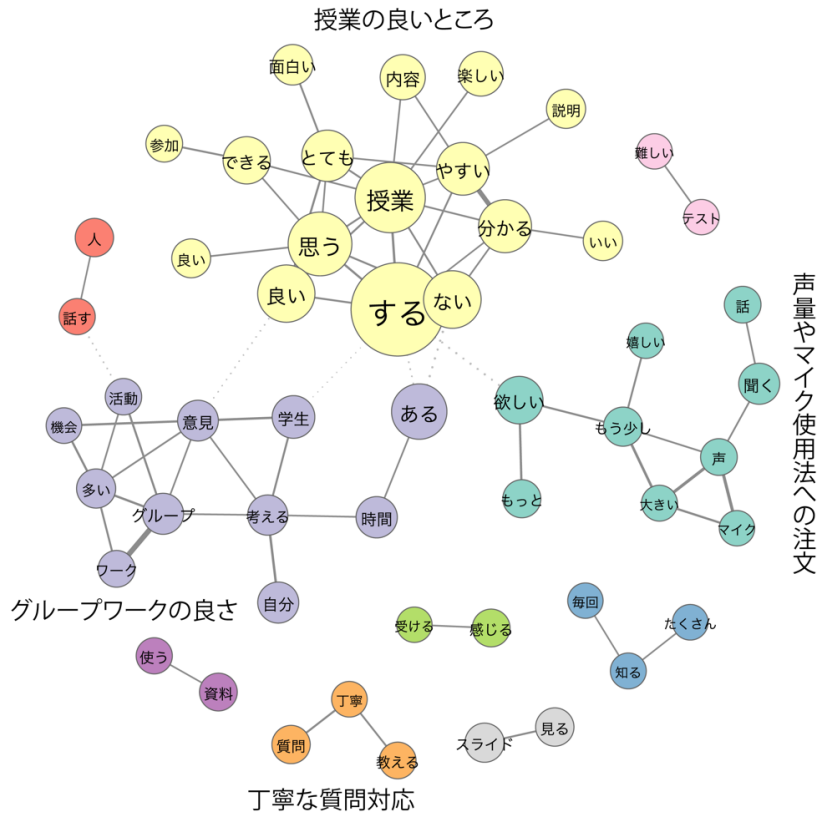 授業の良いところ
面白い
内容
楽しい
説明
参加
できる
とても
やすい
難しい
授業
テスト
人
思う
分かる
いい
良い
良い
する
ない
話す
話
嬉しい
聞く
声量やマイク使用法への注文
活動
機会
意見
学生
ある
欲しい
もう少し
声
多い
グループ
考える
時間
もっと
大きい
マイク
ワーク
自分
グループワークの良さ
受ける
感じる
毎回
たくさん
知る
使う
資料
丁寧
質問
教える
スライド
見る
丁寧な質問対応